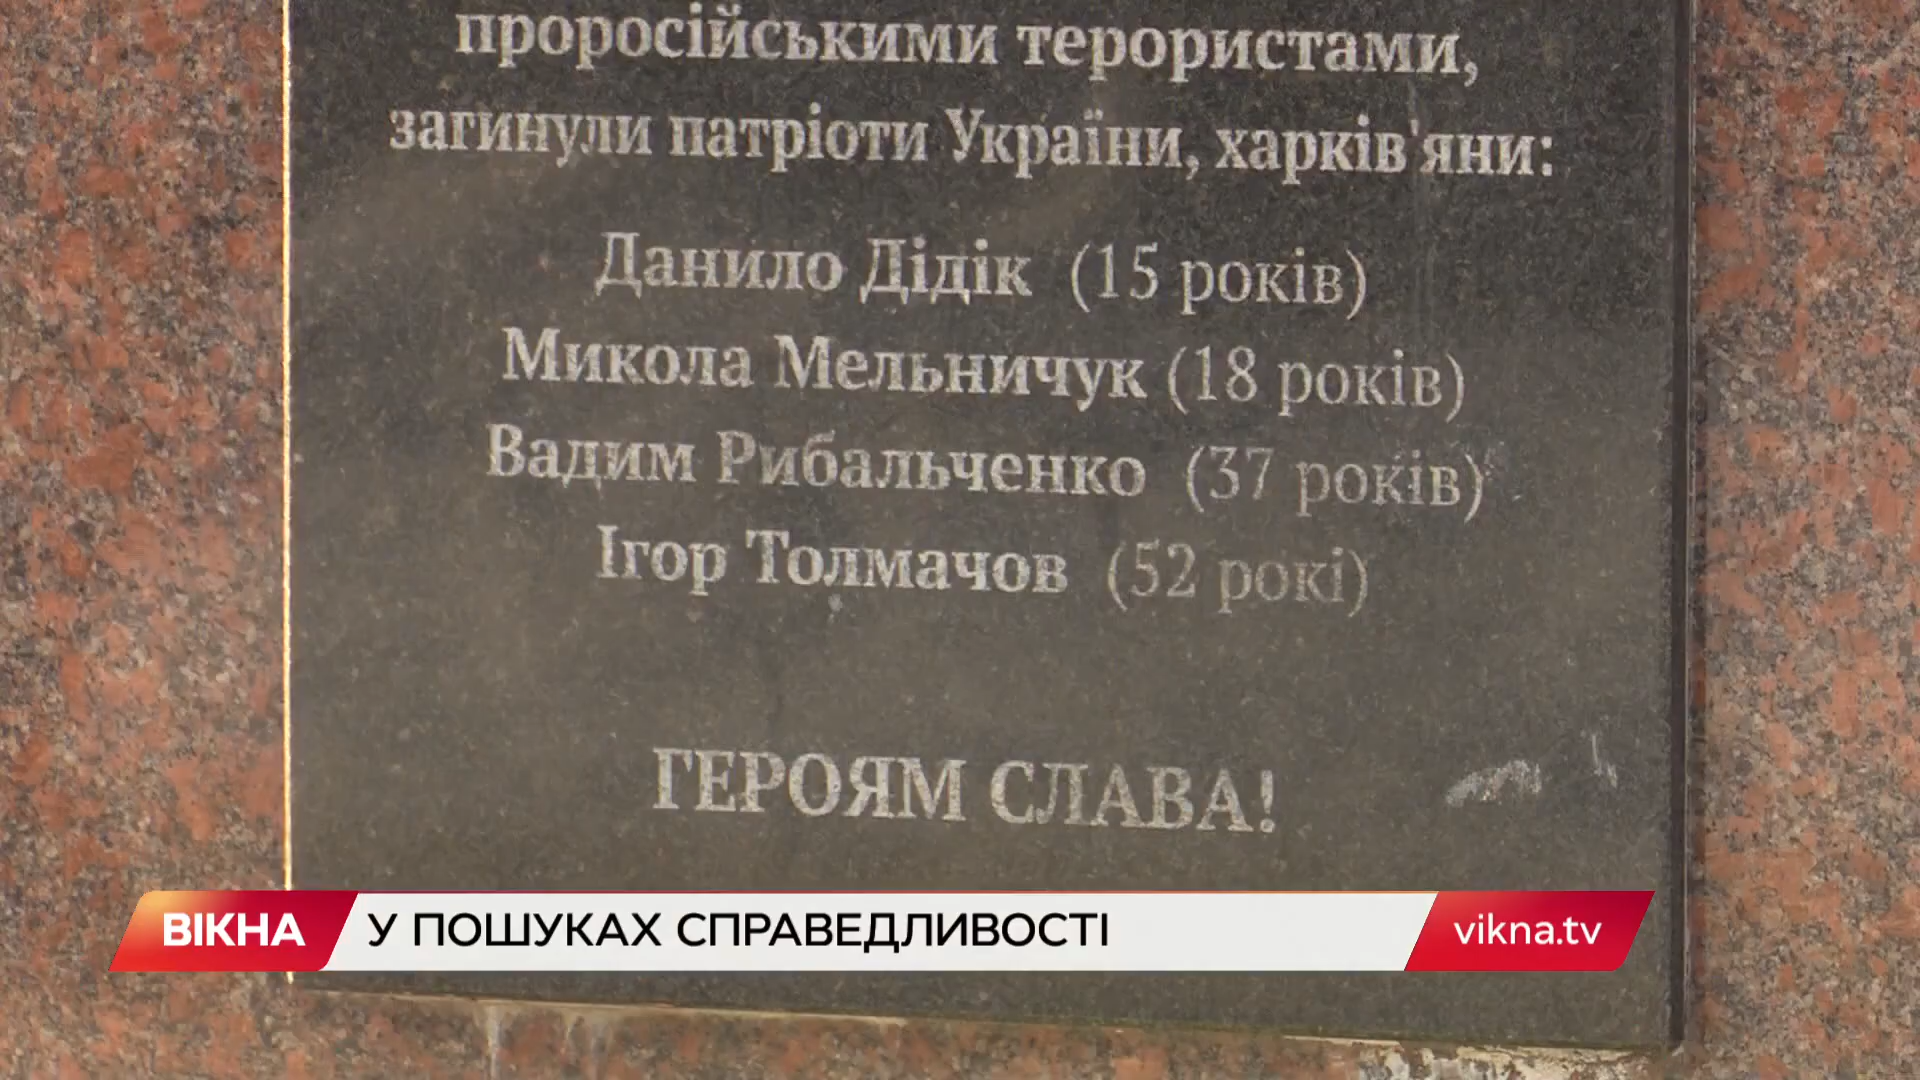 проросійськими терористами,
загинули патріоти України, харків'яни:
Данило Дідік (15 років)
Микола Мельничук (18 років)
Вадим Рибальченко (37 років)
Ігор Толмачов (52 рокі)
ГЕРОЯМ СЛАВА!
ВІКНА У ПОШУКАХ СПРАВЕДЛИВОСТІ vikna.tv